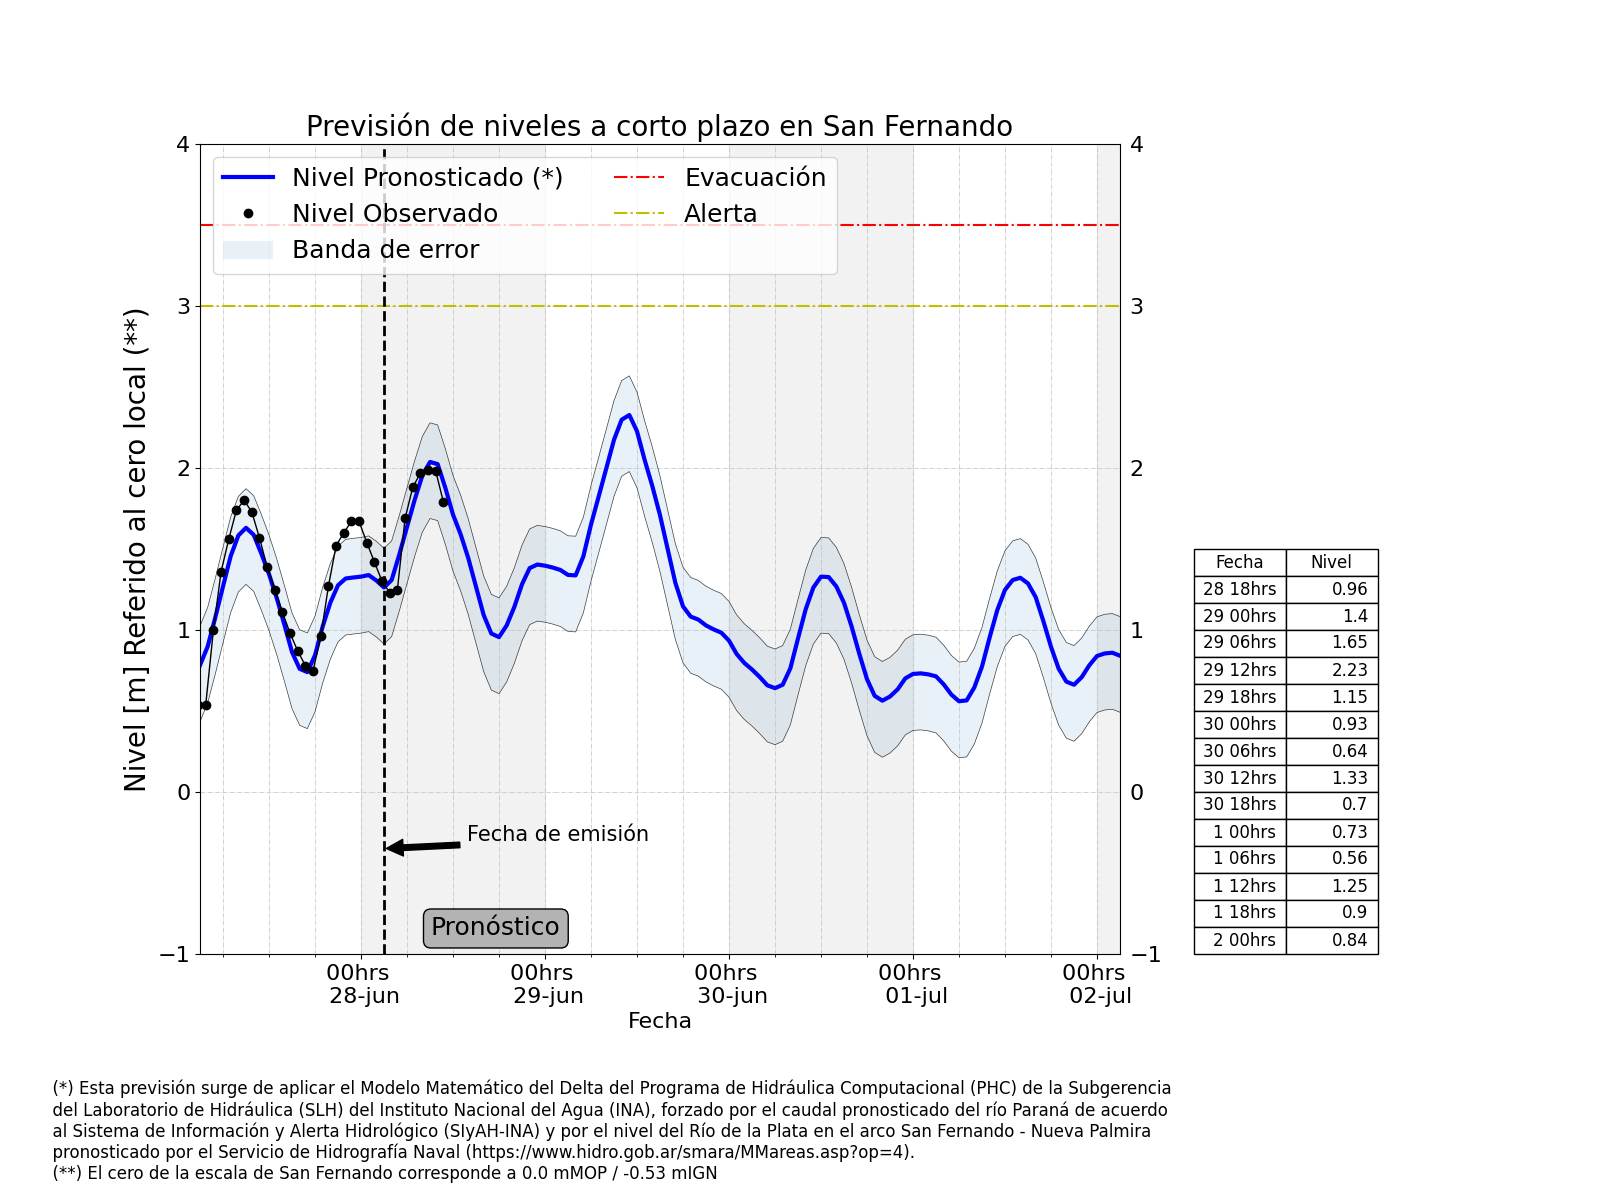 Previsión de niveles a corto plazo en San Fernando
Nivel Pronosticado (*)
Nivel Observado
Banda de error
Evacuación
Alerta
Nivel [m] Referido al cero local (**)
4
3
2
1
0
−1
4
3
2
1
0
−1
Fecha de emisión
Pronóstico
00hrs
28-jun
00hrs
29-jun
00hrs
30-jun
00hrs
01-jul
00hrs
02-jul
Fecha
Fecha Nivel
28 18hrs 0.96
29 00hrs 1.4
29 06hrs 1.65
29 12hrs 2.23
29 18hrs 1.15
30 00hrs 0.93
30 06hrs 0.64
30 12hrs 1.33
30 18hrs 0.7
1 00hrs 0.73
1 06hrs 0.56
1 12hrs 1.25
1 18hrs 0.9
2 00hrs 0.84
(*) Esta previsión surge de aplicar el Modelo Matemático del Delta del Programa de Hidráulica Computacional (PHC) de la Subgerencia
del Laboratorio de Hidráulica (SLH) del Instituto Nacional del Agua (INA), forzado por el caudal pronosticado del río Paraná de acuerdo
al Sistema de Información y Alerta Hidrológico (SIyAH-INA) y por el nivel del Río de la Plata en el arco San Fernando - Nueva Palmira
pronosticado por el Servicio de Hidrografía Naval (https://www.hidro.gob.ar/smara/MMareas.asp?op=4).
(**) El cero de la escala de San Fernando corresponde a 0.0 mMOP / -0.53 mIGN